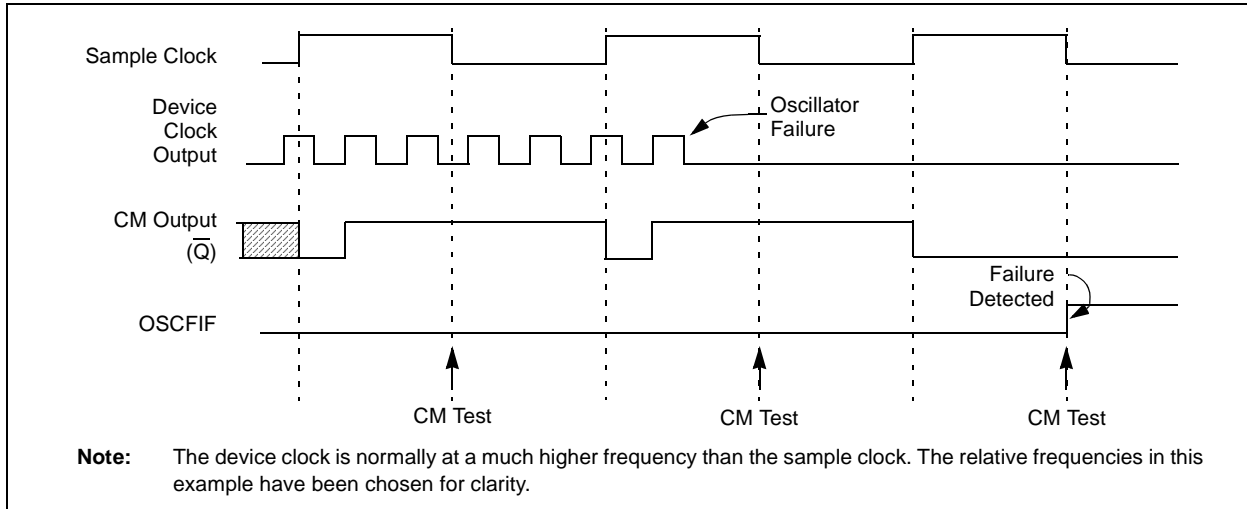 Sample Clock
Device
Clock
Output
Oscillator
Failure
CM Output
(Q̅)
Failure
Detected
OSCFIF
CM Test
CM Test
CM Test
Note: The device clock is normally at a much higher frequency than the sample clock. The relative frequencies in this
example have been chosen for clarity.